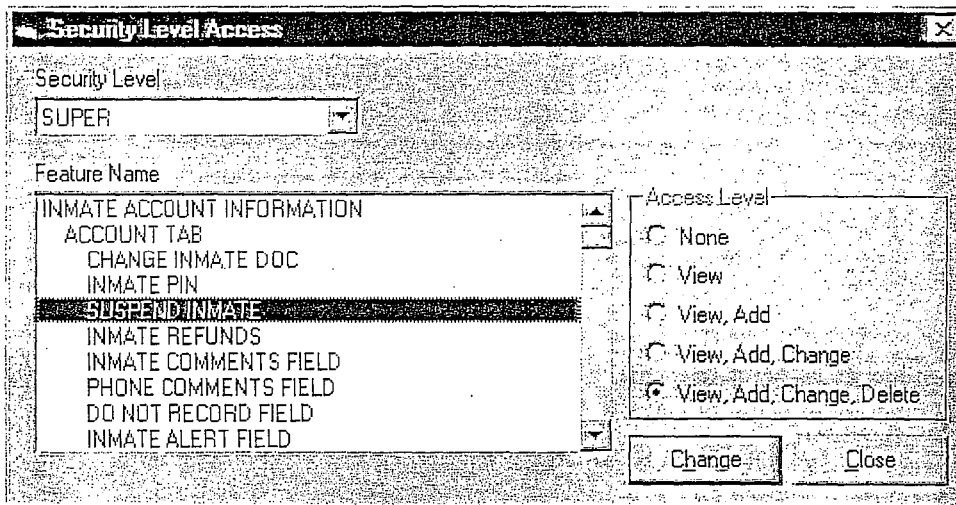 Security Level Access
Security Level
SUPER
Feature Name
INMATE ACCOUNT INFORMATION
ACCOUNT TAB
CHANGE INMATE DOC
INMATE PIN
SUSPEND INMATE
INMATE REFUNDS
INMATE COMMENTS FIELD
PHONE COMMENTS FIELD
DO NOT RECORD FIELD
INMATE ALERT FIELD
Access Level
None
View
View, Add
View, Add, Change
View, Add, Change, Delete
Change
Close